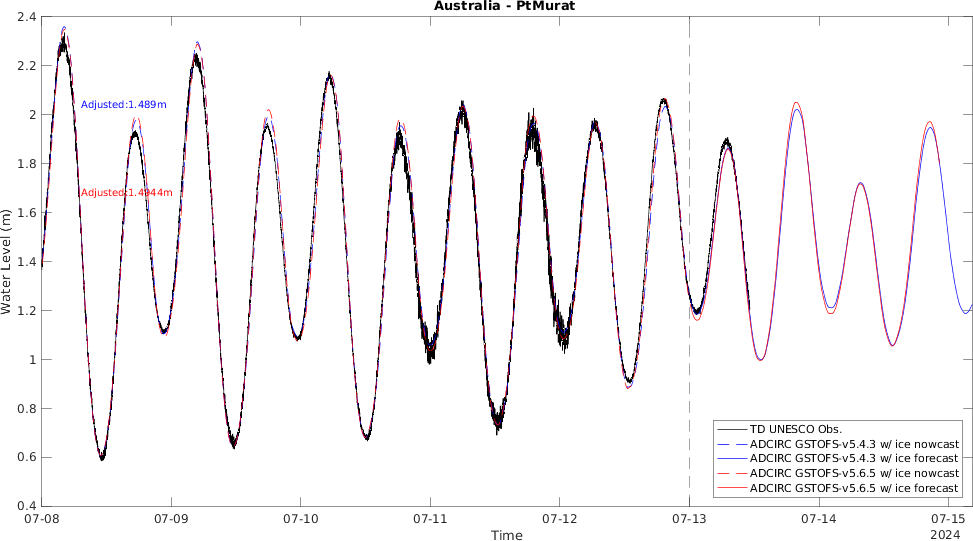 Australia - PtMurat
2.4
2.2
2
1.8
1.6
1.4
1.2
1
0.8
0.6
0.4
Water Level (m)
Adjusted:1.489m
Adjusted:1.4944m
TD UNESCO Obs.
ADCIRC GSTOFS-v5.4.3 w/ ice nowcast
ADCIRC GSTOFS-v5.4.3 w/ ice forecast
ADCIRC GSTOFS-v5.6.5 w/ ice nowcast
ADCIRC GSTOFS-v5.6.5 w/ ice forecast
07-08 07-09 07-10 07-11 07-12 07-13 07-14 07-15
Time
2024